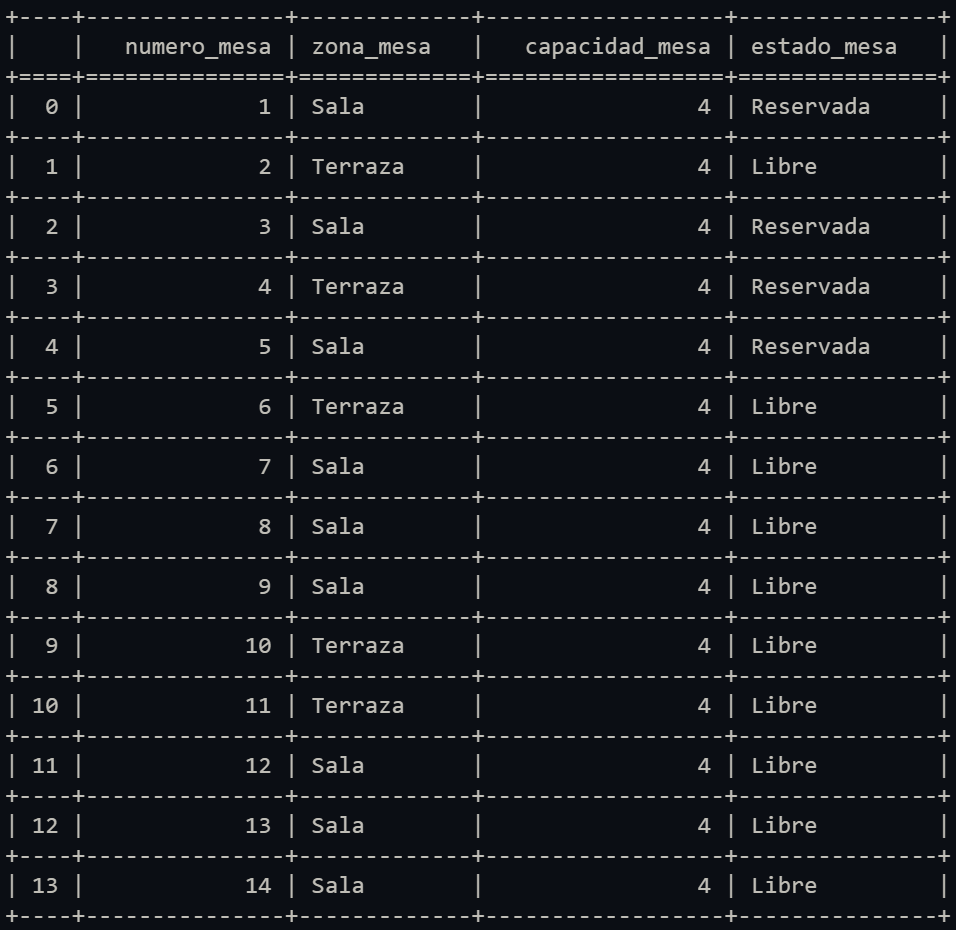 +----+---------------+-------------+------------------+---------------+
|    |   numero_mesa | zona_mesa   |   capacidad_mesa | estado_mesa   |
+====+===============+=============+==================+===============+
|  0 |             1 | Sala        |                4 | Reservada     |
+----+---------------+-------------+------------------+---------------+
|  1 |             2 | Terraza     |                4 | Libre         |
+----+---------------+-------------+------------------+---------------+
|  2 |             3 | Sala        |                4 | Reservada     |
+----+---------------+-------------+------------------+---------------+
|  3 |             4 | Terraza     |                4 | Reservada     |
+----+---------------+-------------+------------------+---------------+
|  4 |             5 | Sala        |                4 | Reservada     |
+----+---------------+-------------+------------------+---------------+
|  5 |             6 | Terraza     |                4 | Libre         |
+----+---------------+-------------+------------------+---------------+
|  6 |             7 | Sala        |                4 | Libre         |
+----+---------------+-------------+------------------+---------------+
|  7 |             8 | Sala        |                4 | Libre         |
+----+---------------+-------------+------------------+---------------+
|  8 |             9 | Sala        |                4 | Libre         |
+----+---------------+-------------+------------------+---------------+
|  9 |            10 | Terraza     |                4 | Libre         |
+----+---------------+-------------+------------------+---------------+
| 10 |            11 | Terraza     |                4 | Libre         |
+----+---------------+-------------+------------------+---------------+
| 11 |            12 | Sala        |                4 | Libre         |
+----+---------------+-------------+------------------+---------------+
| 12 |            13 | Sala        |                4 | Libre         |
+----+---------------+-------------+------------------+---------------+
| 13 |            14 | Sala        |                4 | Libre         |
+----+---------------+-------------+------------------+---------------+